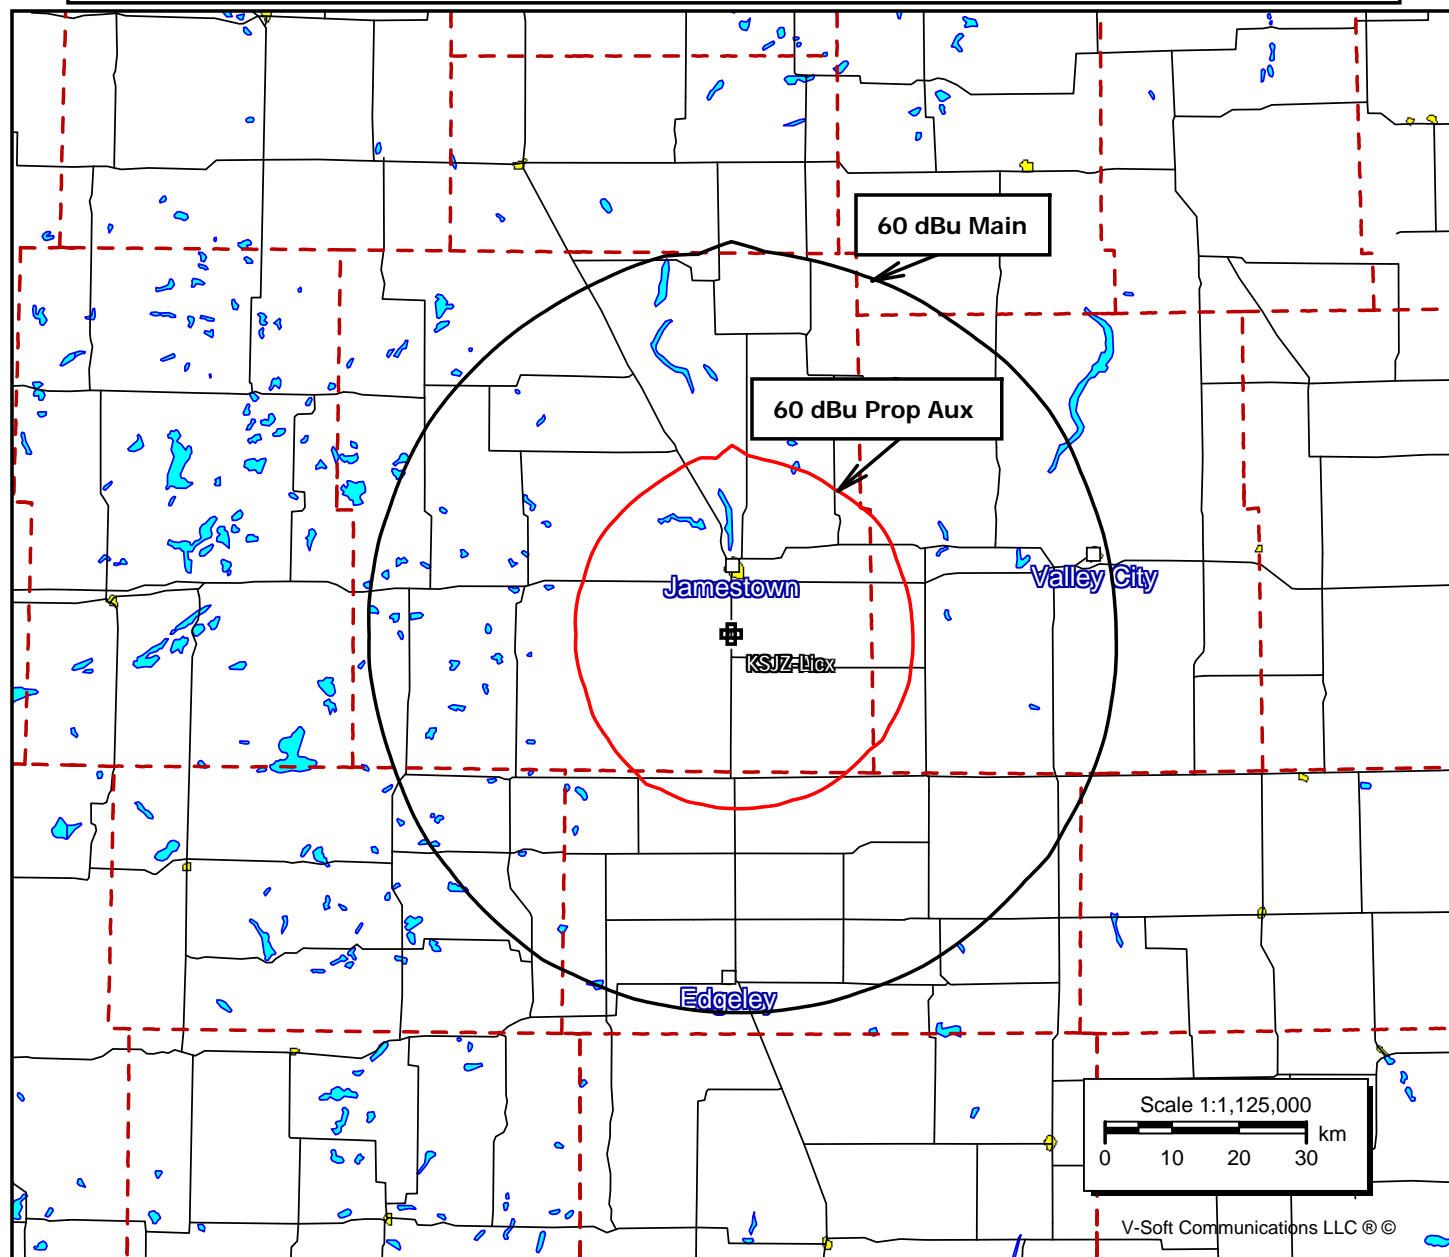 60 dBu Main
60 dBu Prop Aux
Jamestown
Valley City
KSJZ-Licx
Edgeley
Scale 1:1,125,000
km
0 10 20 30
V-Soft Communications LLC ® ©